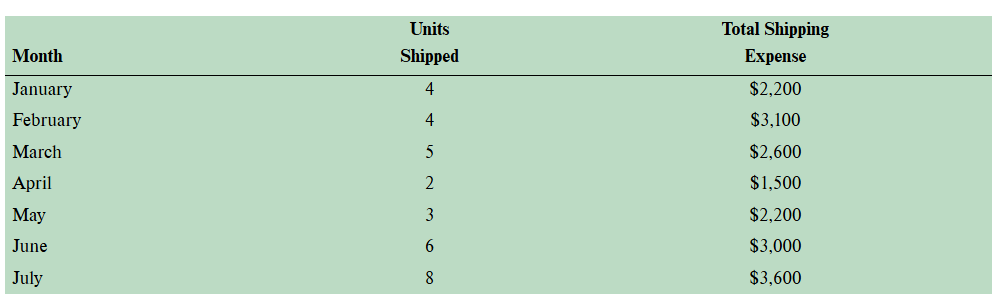 Units Total Shipping
Month Shipped Expense
January 4 $2,200
February 4 $3,100
March 5 $2,600
April 2 $1,500
May 3 $2,200
June 6 $3,000
July 8 $3,600